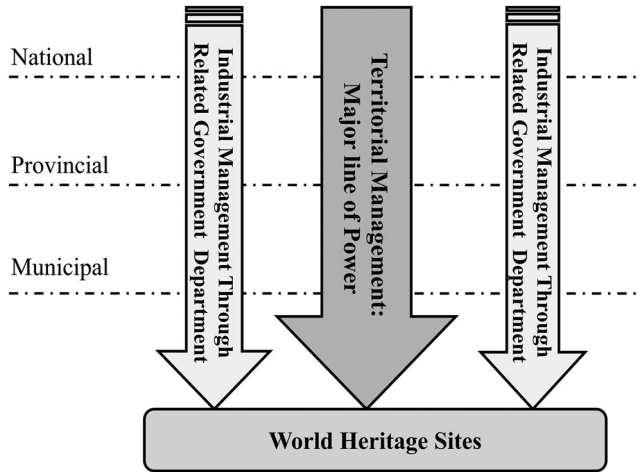 National
Provincial
Municipal
Industrial Management Through
Related Government Department
Territorial Management:
Major line of Power
Industrial Management Through
Related Government Department
World Heritage Sites